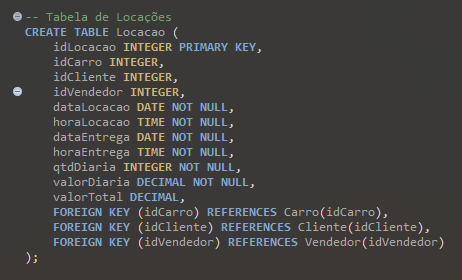 -- Tabela de Locações
CREATE TABLE Locacao (
    idLocacao INTEGER PRIMARY KEY,
    idCarro INTEGER,
    idCliente INTEGER,
    idVendedor INTEGER,
    dataLocacao DATE NOT NULL,
    horaLocacao TIME NOT NULL,
    dataEntrega DATE NOT NULL,
    horaEntrega TIME NOT NULL,
    qtdDiaria INTEGER NOT NULL,
    valorDiaria DECIMAL NOT NULL,
    valorTotal DECIMAL,
    FOREIGN KEY (idCarro) REFERENCES Carro(idCarro),
    FOREIGN KEY (idCliente) REFERENCES Cliente(idCliente),
    FOREIGN KEY (idVendedor) REFERENCES Vendedor(idVendedor)
);